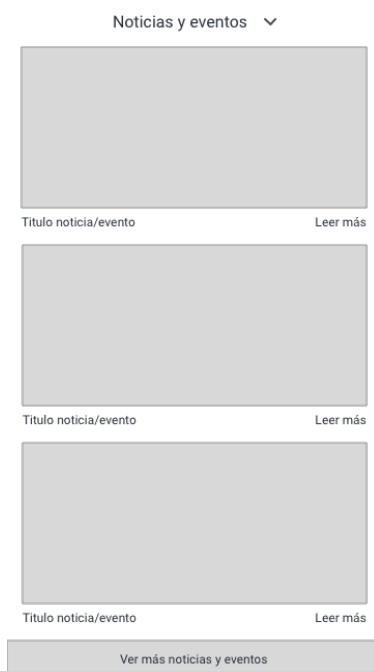 Noticias y eventos
Titulo noticia/evento Leer más
Titulo noticia/evento Leer más
Titulo noticia/evento Leer más
Ver más noticias y eventos